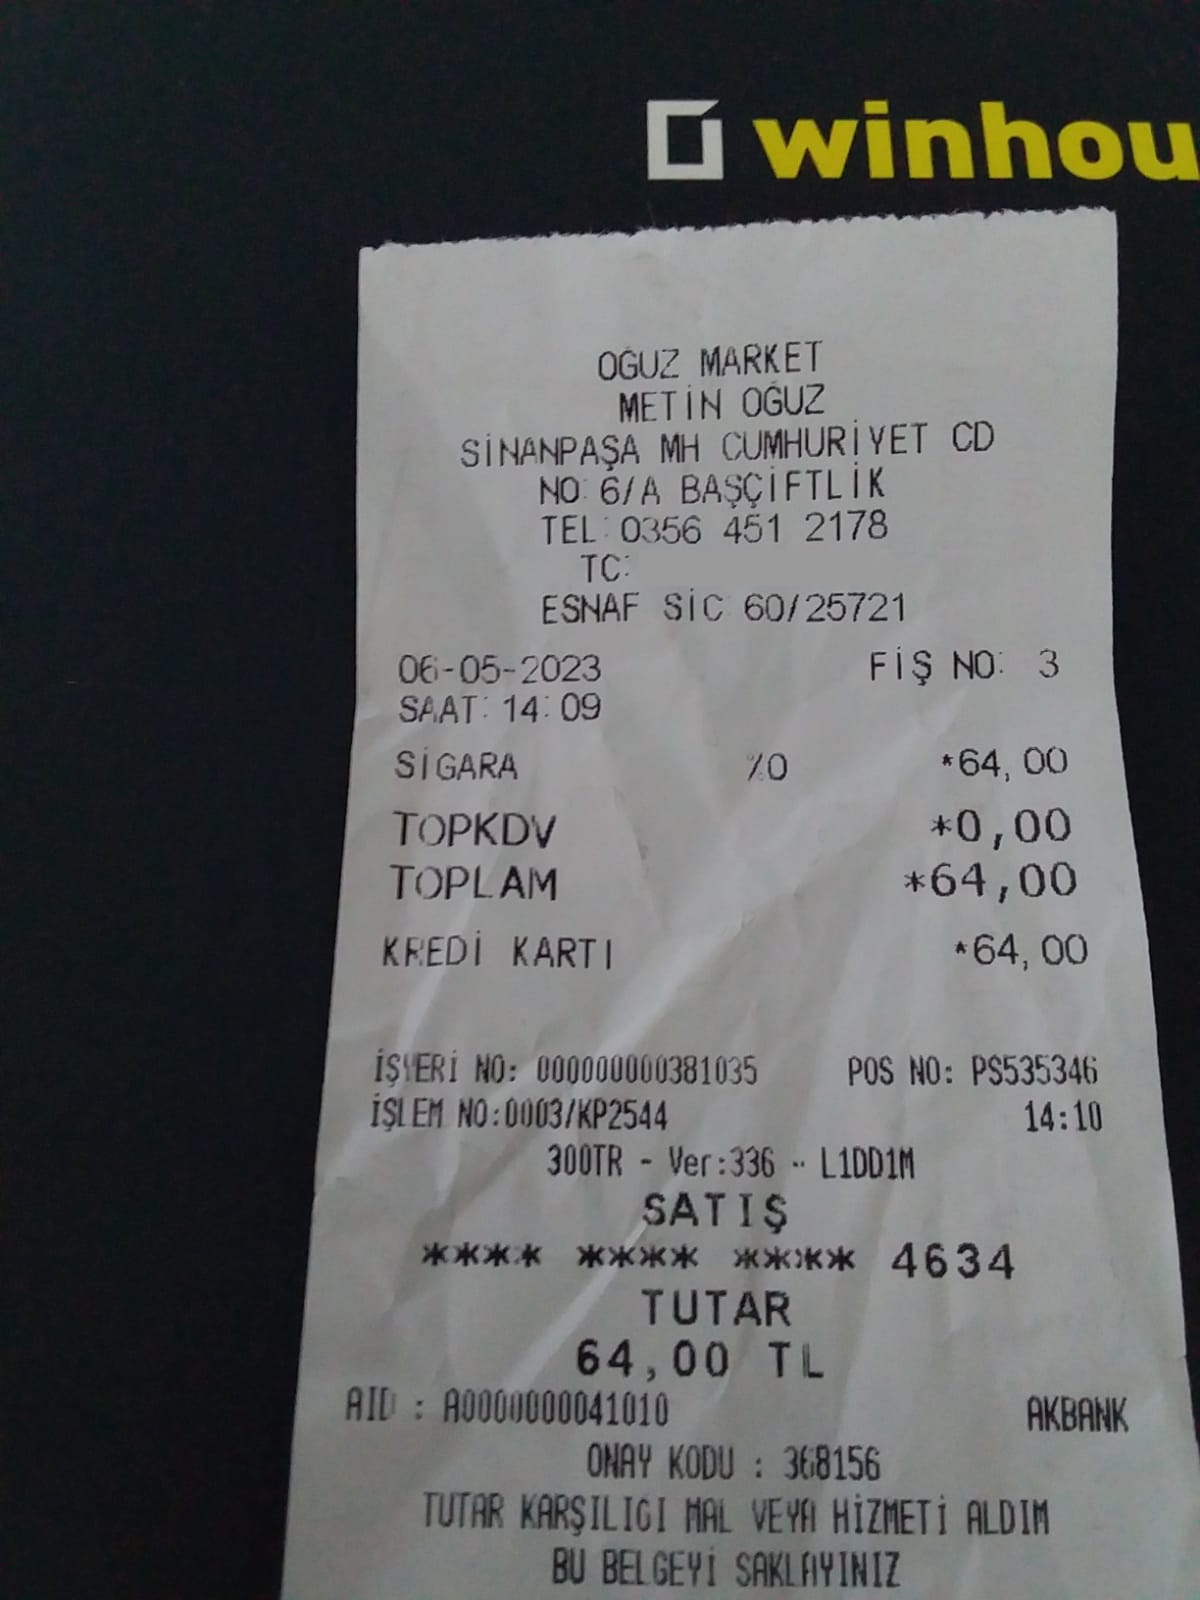 winhou
OĞUZ MARKET
METİN OĞUZ
SİNANPAŞA MH CUMHURİYET CD
NO: 6/A BAŞÇİFTLİK
TEL: 0356 451 2178
TC:
ESNAF SİC 60/25721
06-05-2023 FİŞ NO: 3
SAAT: 14:09
SİGARA %0 *64,00
TOPKDV *0,00
TOPLAM *64,00
KREDİ KARTI *64,00
İŞYERİ NO: 000000000381035 POS NO: PS535346
İŞLEM NO:0003/KP2544 14:10
300TR - Ver:336 - L1DD1M
SATIŞ
**** **** **** 4634
TUTAR
64,00 TL
AID : A0000000041010 AKBANK
ONAY KODU : 368156
TUTAR KARŞILIGI MAL VEYA HİZMETİ ALDIM
BU BELGEYİ SAKLAYINIZ